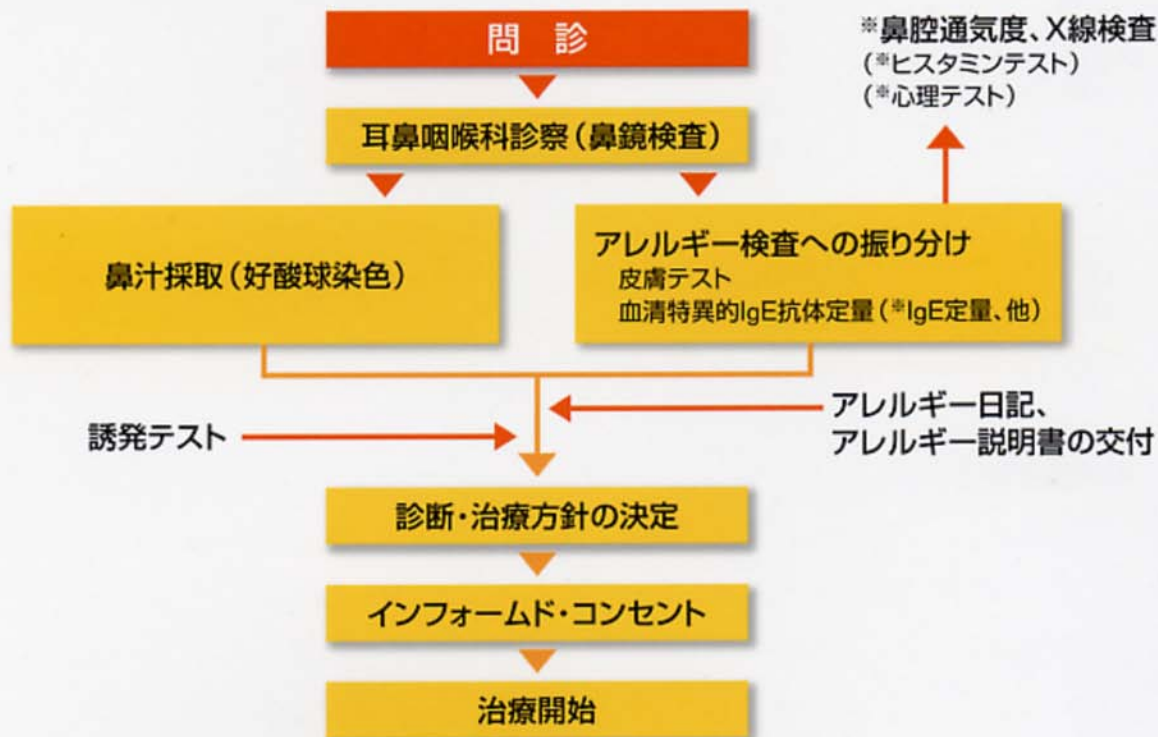 問 診
※鼻腔通気度、X線検査
(※ヒスタミンテスト)
(※心理テスト)
耳鼻咽喉科診察(鼻鏡検査)
鼻汁採取(好酸球染色)
アレルギー検査への振り分け
皮膚テスト
血清特異的IgE抗体定量(※IgE定量、他)
誘発テスト
アレルギー日記、
アレルギー説明書の交付
診断・治療方針の決定
インフォームド・コンセント
治療開始